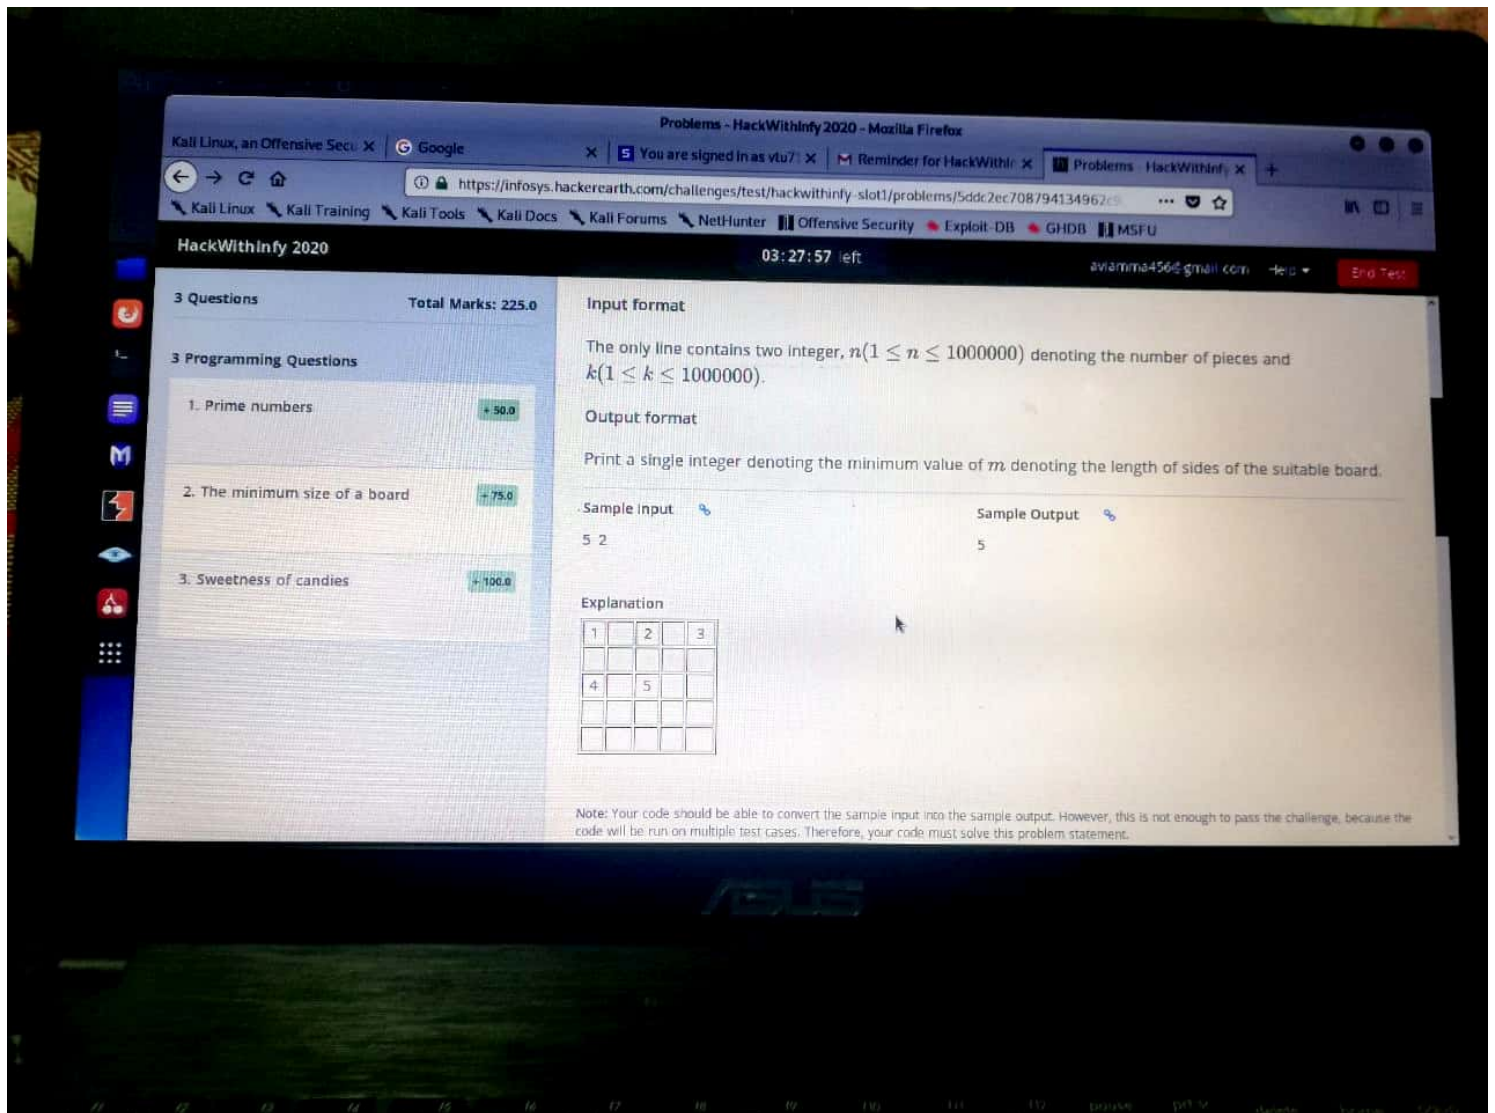 Problems - HackWithInfy 2020 - Mozilla Firefox
Kali Linux, an Offensive Secu
Google
You are signed in as vtu7
Reminder for HackWithIn
Problems - HackWithInfy
https://infosys.hackerearth.com/challenges/test/hackwithinfy-slot1/problems/5ddc2ec708794134962c
Kali Linux Kali Training Kali Tools Kali Docs Kali Forums NetHunter Offensive Security Exploit-DB GHDB MSFU
HackWithInfy 2020
03:27:57 left
aviamma456@gmail.com Help
End Test
3 Questions Total Marks: 225.0
3 Programming Questions
1. Prime numbers + 50.0
2. The minimum size of a board + 75.0
3. Sweetness of candies + 100.0
Input format
The only line contains two integer, n(1 ≤ n ≤ 1000000) denoting the number of pieces and
k(1 ≤ k ≤ 1000000).
Output format
Print a single integer denoting the minimum value of m denoting the length of sides of the suitable board.
Sample Input Sample Output
5 2 5
Explanation
1 2 3
4 5
Note: Your code should be able to convert the sample input into the sample output. However, this is not enough to pass the challenge, because the
code will be run on multiple test cases. Therefore, your code must solve this problem statement.
ASUS